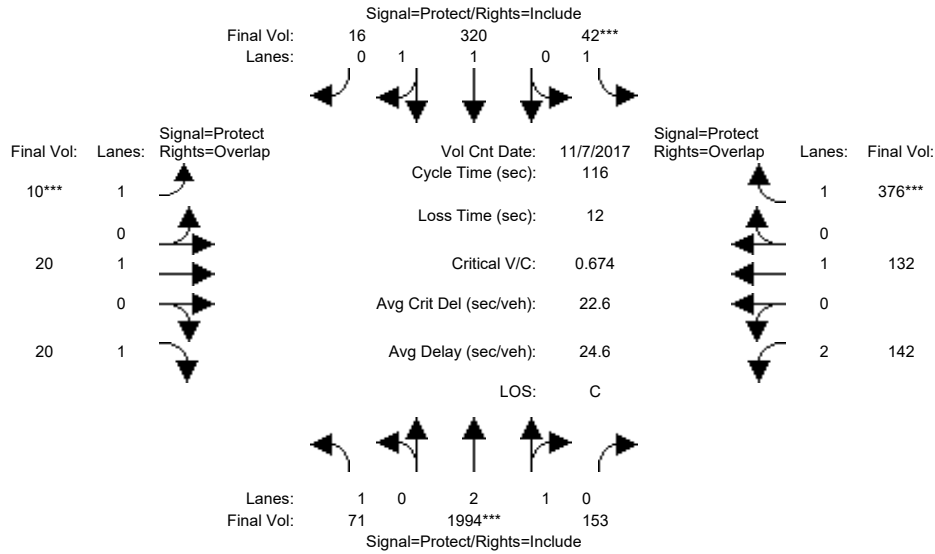 Signal=Protect/Rights=Include
Final Vol: 16 320 42***
Lanes: 0 1 1 0 1
Signal=Protect Signal=Protect
Final Vol: Lanes: Rights=Overlap Vol Cnt Date: 11/7/2017 Rights=Overlap Lanes: Final Vol:
Cycle Time (sec): 116
10*** 1 1 376***
Loss Time (sec): 12
0 0
20 1 Critical V/C: 0.674 1 132
0 Avg Crit Del (sec/veh): 22.6 0
20 1 Avg Delay (sec/veh): 24.6 2 142
LOS: C
Lanes: 1 0 2 1 0
Final Vol: 71 1994*** 153
Signal=Protect/Rights=Include